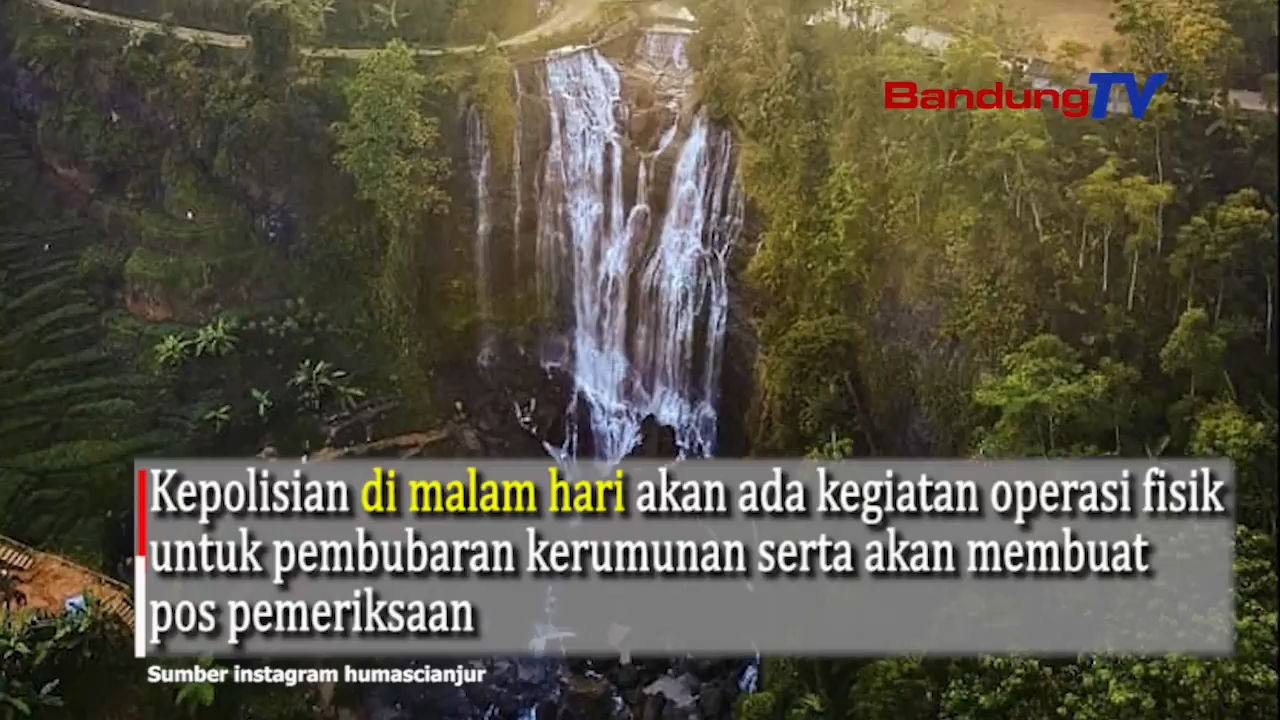 BandungTV
Kepolisian di malam hari akan ada kegiatan operasi fisik
untuk pembubaran kerumunan serta akan membuat
pos pemeriksaan
Sumber instagram humascianjur